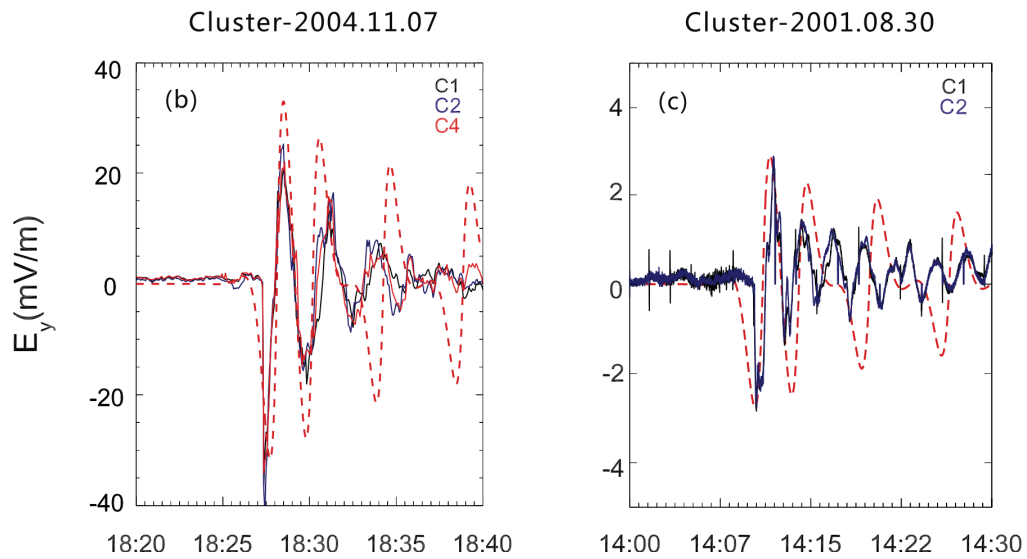 Cluster-2004.11.07
Cluster-2001.08.30
(b)
C1
C2
C4
40
20
0
-20
-40
E_y(mV/m)
18:20 18:25 18:30 18:35 18:40
(c)
C1
C2
4
2
0
-2
-4
14:00 14:07 14:15 14:22 14:30